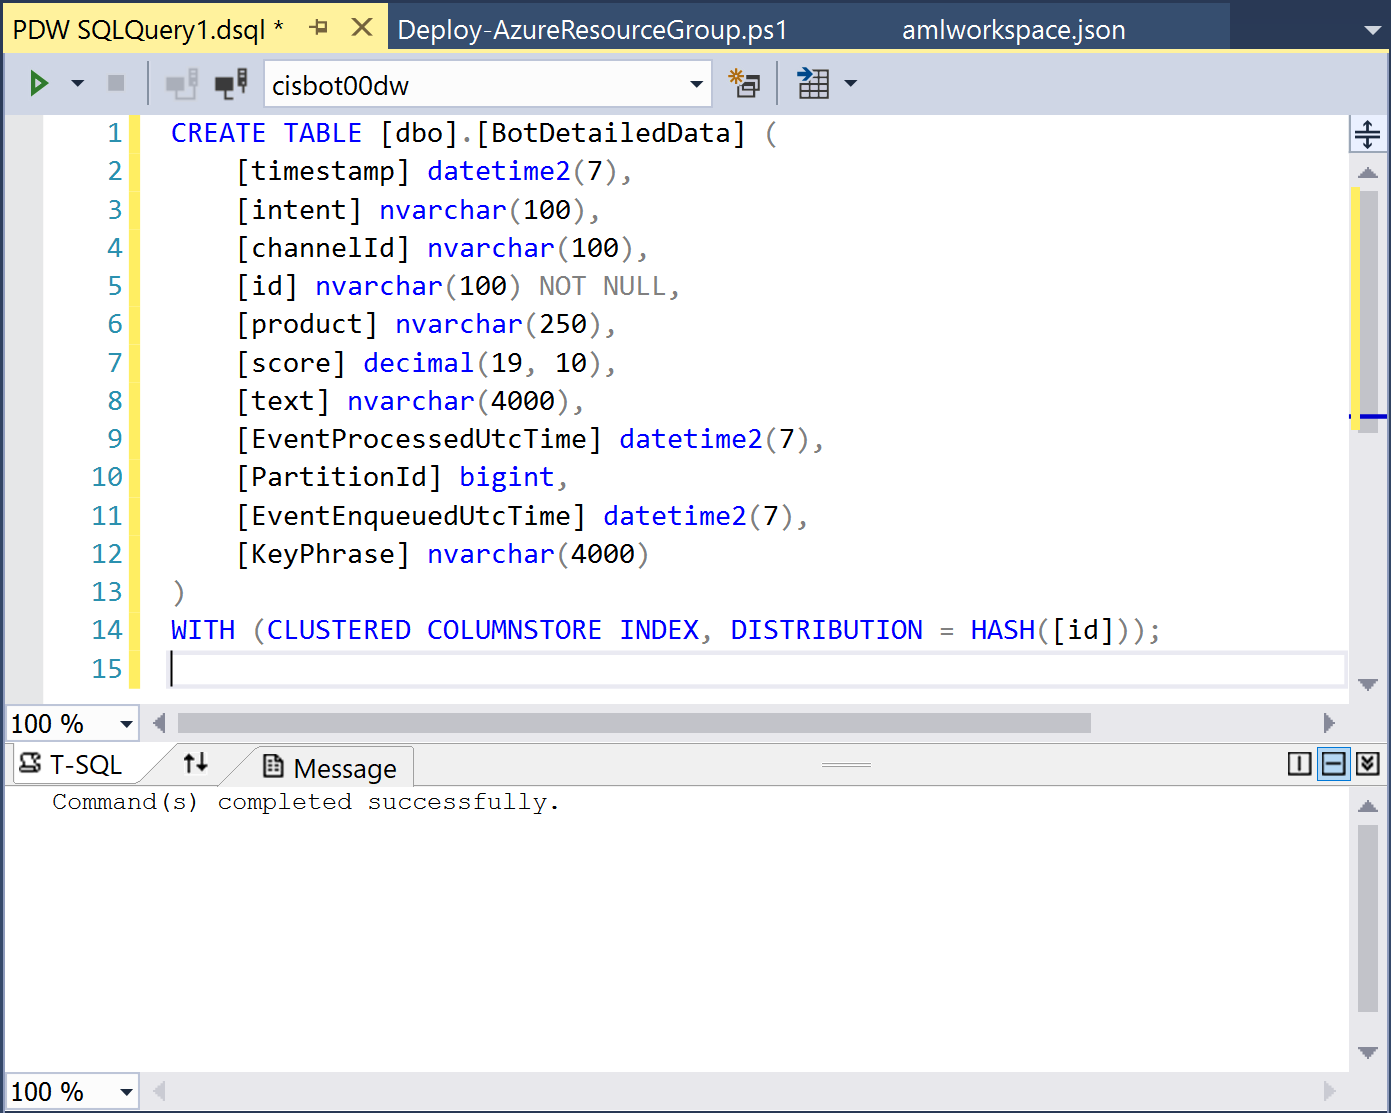 PDW SQLQuery1.dsql * Deploy-AzureResourceGroup.ps1 amlworkspace.json
cisbot00dw
1 CREATE TABLE [dbo].[BotDetailedData] (
2     [timestamp] datetime2(7),
3     [intent] nvarchar(100),
4     [channelId] nvarchar(100),
5     [id] nvarchar(100) NOT NULL,
6     [product] nvarchar(250),
7     [score] decimal(19, 10),
8     [text] nvarchar(4000),
9     [EventProcessedUtcTime] datetime2(7),
10     [PartitionId] bigint,
11     [EventEnqueuedUtcTime] datetime2(7),
12     [KeyPhrase] nvarchar(4000)
13 )
14 WITH (CLUSTERED COLUMNSTORE INDEX, DISTRIBUTION = HASH([id]));
15
100 %
T-SQL Message
Command(s) completed successfully.
100 %